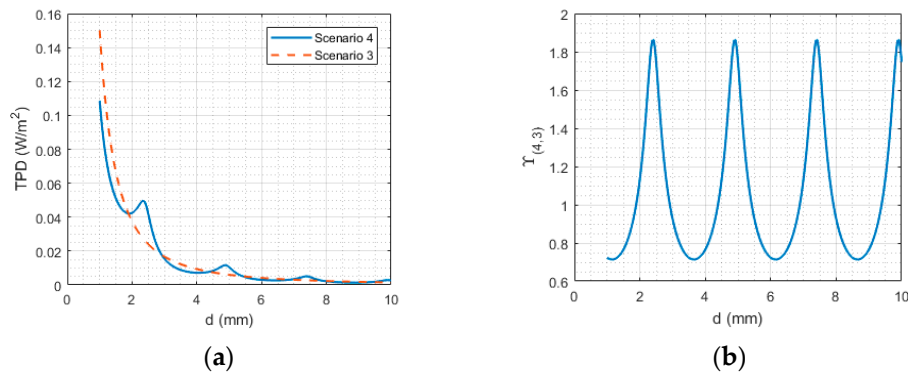 0.16
0.14
0.12
0.1
0.08
0.06
0.04
0.02
0
TPD (W/m²)
Scenario 4
Scenario 3
0 2 4 6 8 10
d (mm)
(a)
2
1.8
1.6
1.4
1.2
1
0.8
0.6
ϒ(4,3)
0 2 4 6 8 10
d (mm)
(b)